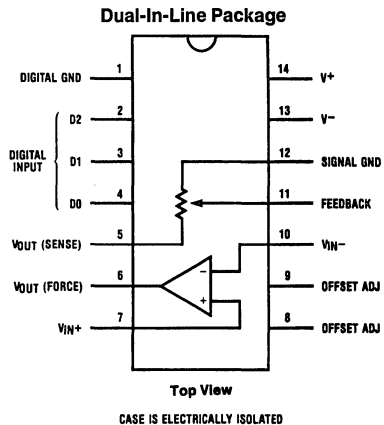 Dual-In-Line Package
DIGITAL GND 1 14 V+
D2 2 13 V−
DIGITAL INPUT
D1 3 12 SIGNAL GND
D0 4 11 FEEDBACK
VOUT (SENSE) 5 10 VIN−
VOUT (FORCE) 6 − 9 OFFSET ADJ
VIN+ 7 + 8 OFFSET ADJ
Top View
CASE IS ELECTRICALLY ISOLATED